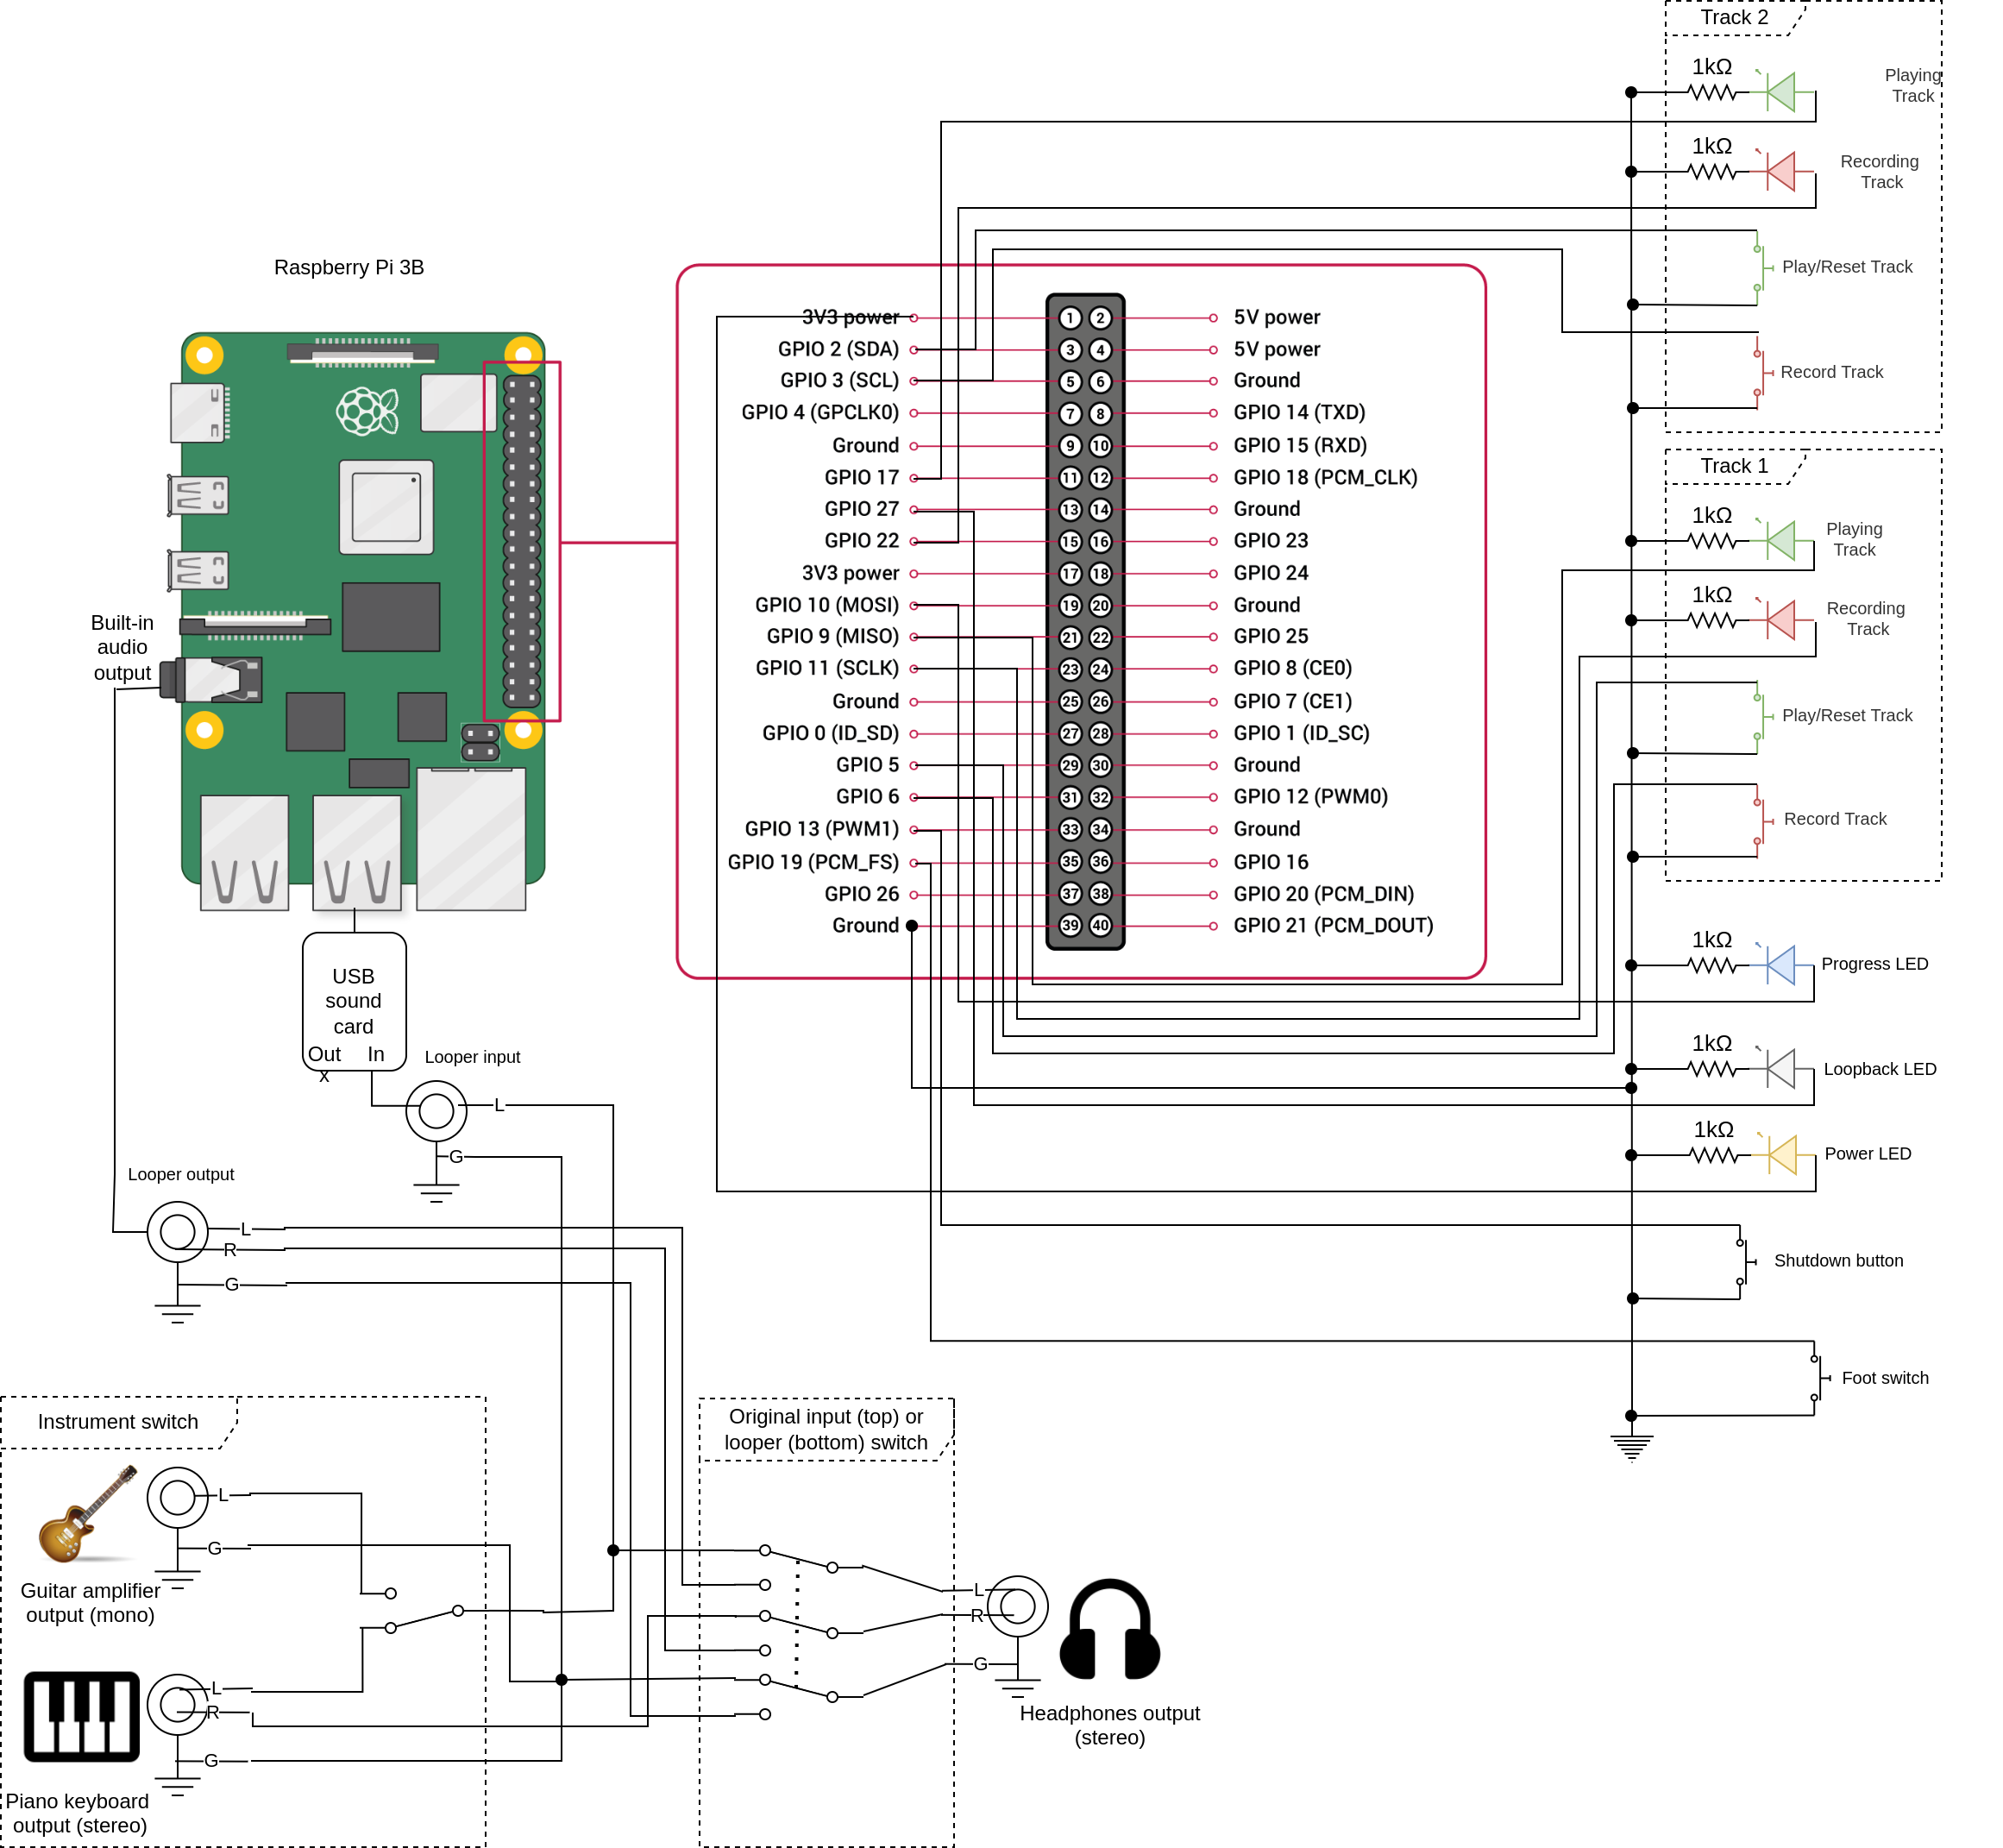 Track 2
1kΩ
Playing
Track
1kΩ
Recording
Track
Play/Reset Track
Record Track
Track 1
1kΩ
Playing
Track
1kΩ
Recording
Track
Play/Reset Track
Record Track
1kΩ
Progress LED
1kΩ
Loopback LED
1kΩ
Power LED
Shutdown button
Foot switch
Raspberry Pi 3B
3V3 power 1 2 5V power
GPIO 2 (SDA) 3 4 5V power
GPIO 3 (SCL) 5 6 Ground
GPIO 4 (GPCLK0) 7 8 GPIO 14 (TXD)
Ground 9 10 GPIO 15 (RXD)
GPIO 17 11 12 GPIO 18 (PCM_CLK)
GPIO 27 13 14 Ground
GPIO 22 15 16 GPIO 23
3V3 power 17 18 GPIO 24
GPIO 10 (MOSI) 19 20 Ground
GPIO 9 (MISO) 21 22 GPIO 25
GPIO 11 (SCLK) 23 24 GPIO 8 (CE0)
Ground 25 26 GPIO 7 (CE1)
GPIO 0 (ID_SD) 27 28 GPIO 1 (ID_SC)
GPIO 5 29 30 Ground
GPIO 6 31 32 GPIO 12 (PWM0)
GPIO 13 (PWM1) 33 34 Ground
GPIO 19 (PCM_FS) 35 36 GPIO 16
GPIO 26 37 38 GPIO 20 (PCM_DIN)
Ground 39 40 GPIO 21 (PCM_DOUT)
Built-in
audio
output
USB
sound
card
Out In
x
Looper input
L
G
Looper output
L
R
G
Instrument switch
L
G
Guitar amplifier
output (mono)
L
R
G
Piano keyboard
output (stereo)
Original input (top) or
looper (bottom) switch
L
R
G
Headphones output
(stereo)